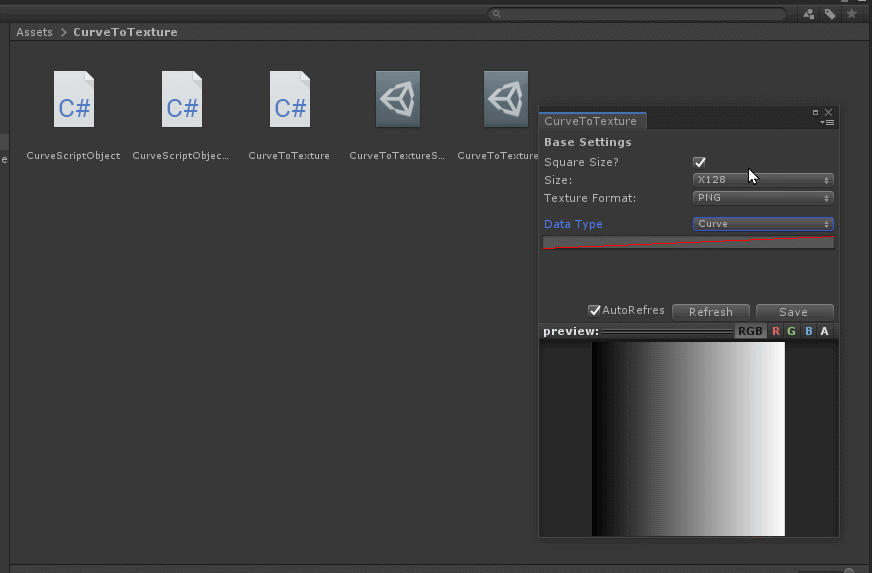 Assets > CurveToTexture
C# C# C#
CurveScriptObject CurveScriptObjec... CurveToTexture CurveToTextureS... CurveToTexture
CurveToTexture
Base Settings
Square Size?
Size: X128
Texture Format: PNG
Data Type Curve
AutoRefres Refresh Save
preview: RGB R G B A